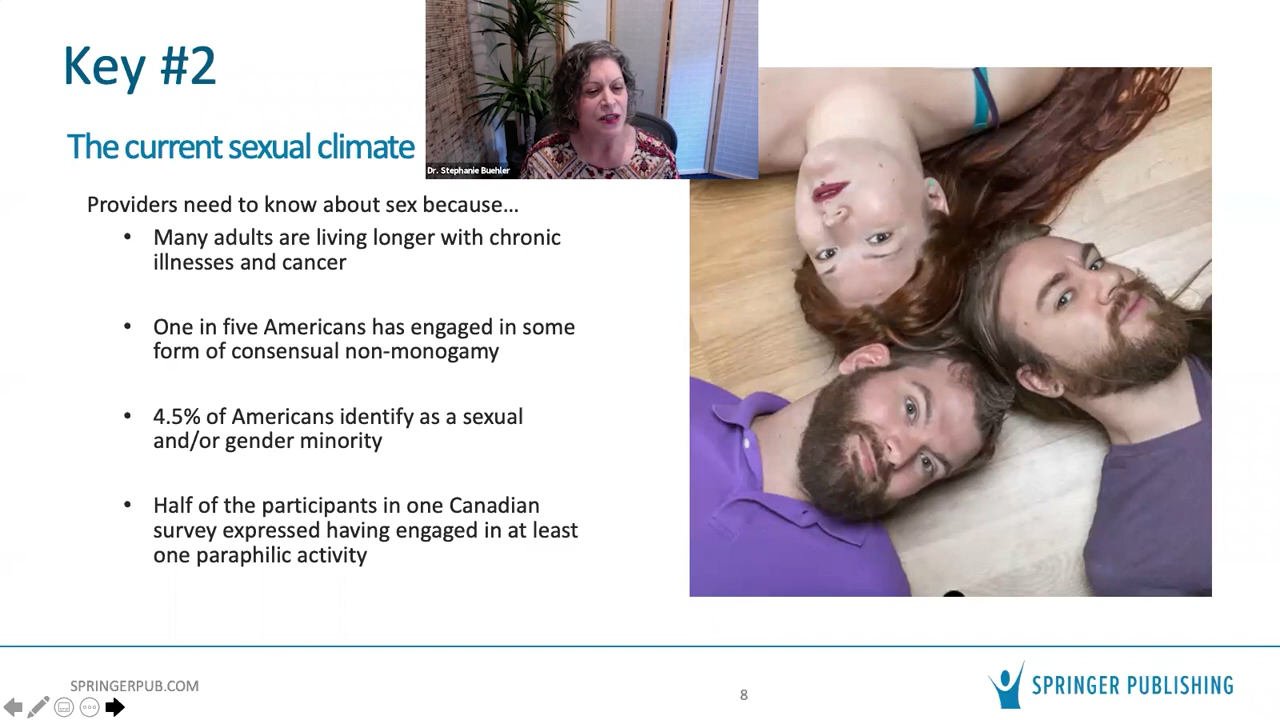 Key #2
The current sexual climate
Dr. Stephanie Buehler
Providers need to know about sex because...
• Many adults are living longer with chronic
illnesses and cancer
• One in five Americans has engaged in some
form of consensual non-monogamy
• 4.5% of Americans identify as a sexual
and/or gender minority
• Half of the participants in one Canadian
survey expressed having engaged in at least
one paraphilic activity
SPRINGERPUB.COM
8
SPRINGER PUBLISHING